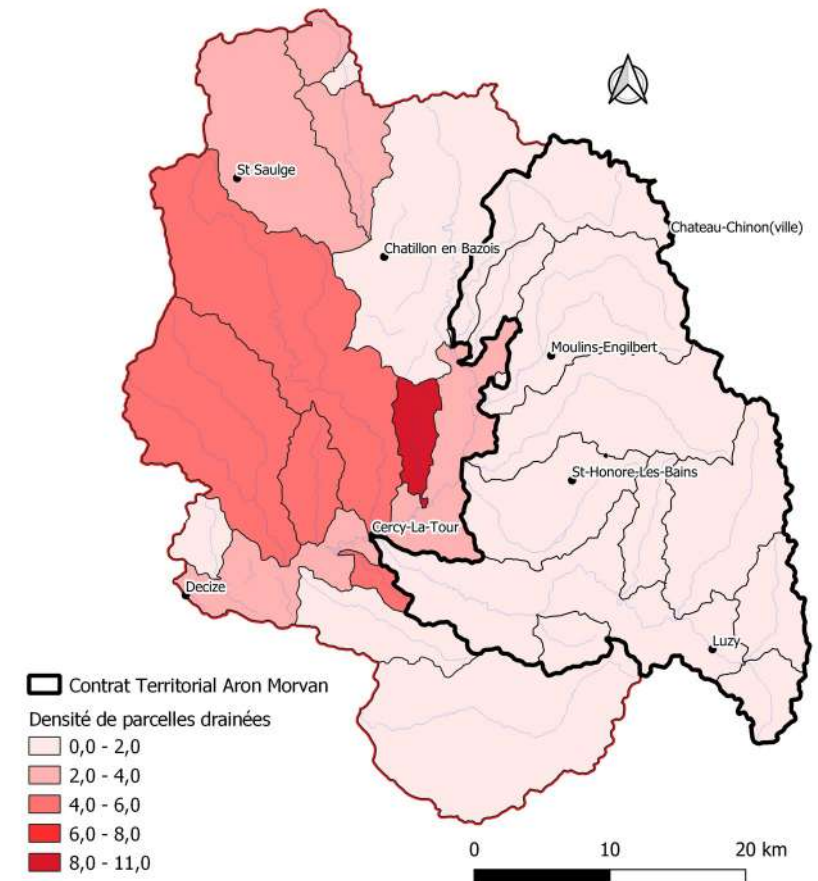 St Saulge
Chateau-Chinon(ville)
Chatillon en Bazois
Moulins-Engilbert
St-Honore-Les-Bains
Cercy-La-Tour
Decize
Luzy
Contrat Territorial Aron Morvan
Densité de parcelles drainées
0,0 - 2,0
2,0 - 4,0
4,0 - 6,0
6,0 - 8,0
8,0 - 11,0
0 10 20 km